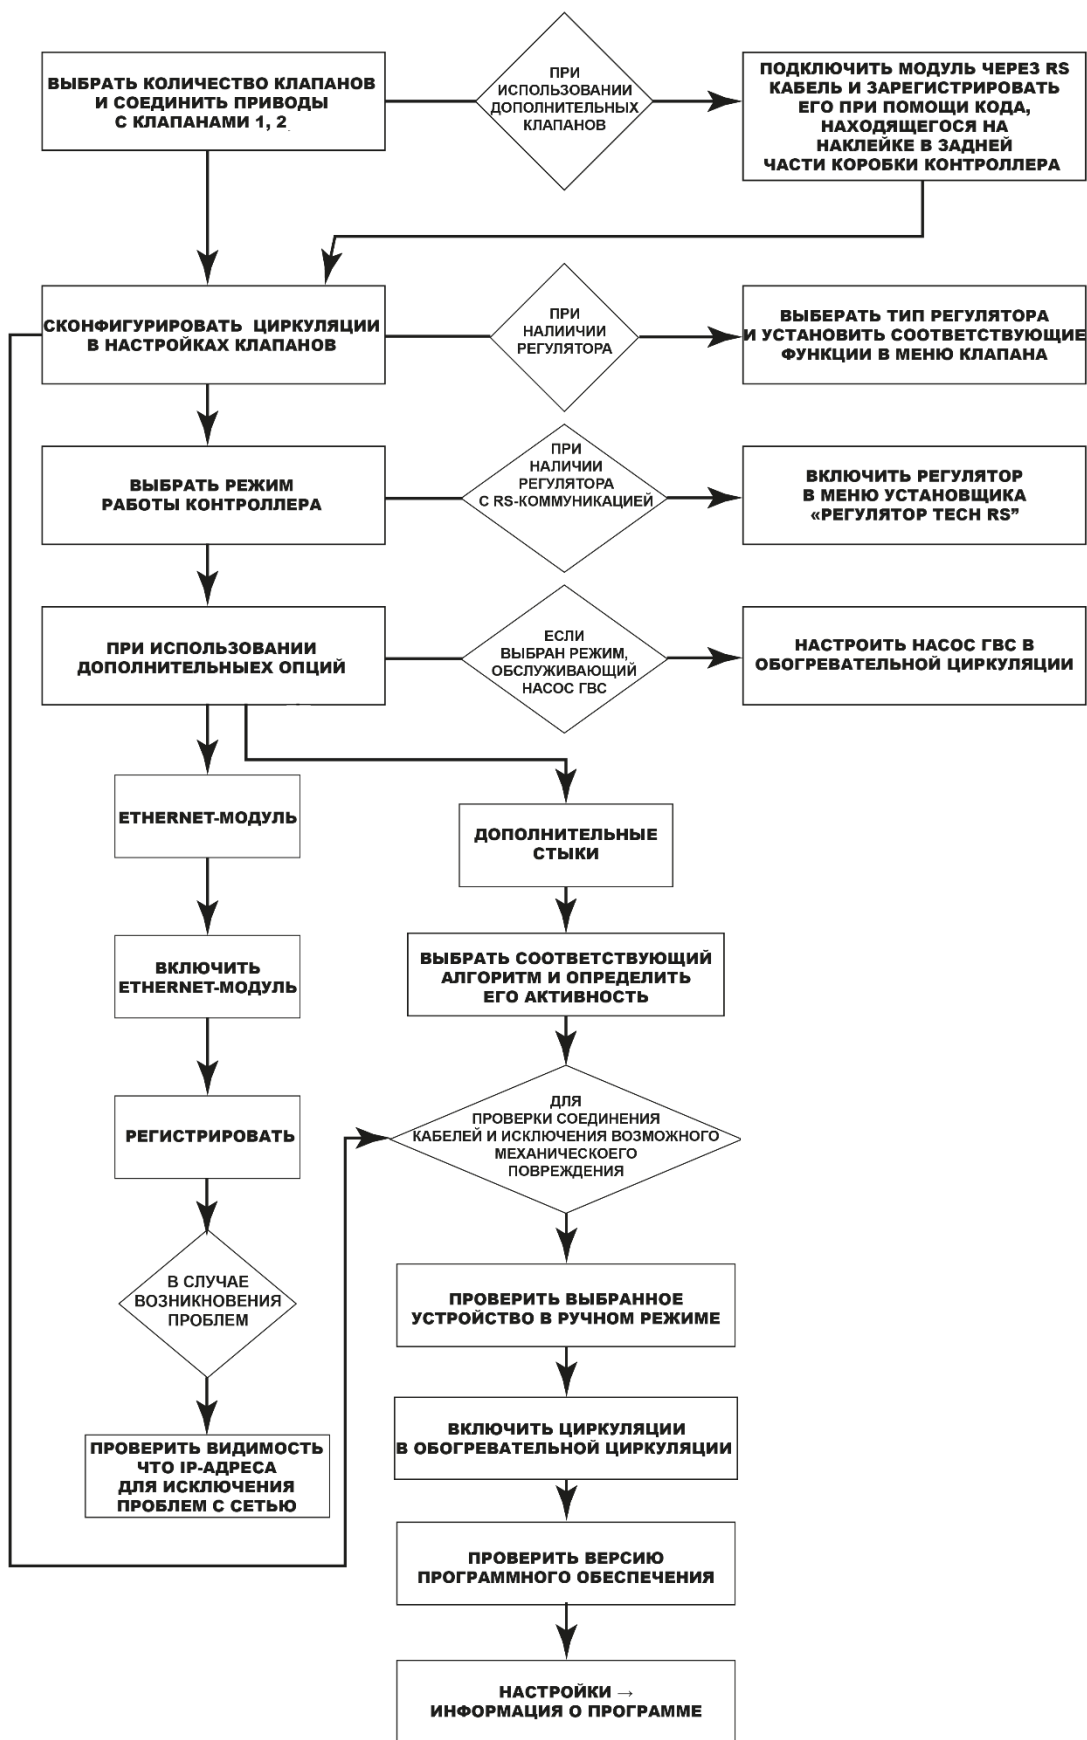 ВЫБРАТЬ КОЛИЧЕСТВО КЛАПАНОВ
И СОЕДИНИТЬ ПРИВОДЫ
С КЛАПАНАМИ 1, 2
ПРИ
ИСПОЛЬЗОВАНИИ
ДОПОЛНИТЕЛЬНЫХ
КЛАПАНОВ
ПОДКЛЮЧИТЬ МОДУЛЬ ЧЕРЕЗ RS
КАБЕЛЬ И ЗАРЕГИСТРИРОВАТЬ
ЕГО ПРИ ПОМОЩИ КОДА,
НАХОДЯЩЕГОСЯ НА
НАКЛЕЙКЕ В ЗАДНЕЙ
ЧАСТИ КОРОБКИ КОНТРОЛЛЕРА
СКОНФИГУРИРОВАТЬ ЦИРКУЛЯЦИИ
В НАСТРОЙКАХ КЛАПАНОВ
ПРИ
НАЛИИЧИИ
РЕГУЛЯТОРА
ВЫБЕРАТЬ ТИП РЕГУЛЯТОРА
И УСТАНОВИТЬ СООТВЕТСТВУЮЩИЕ
ФУНКЦИИ В МЕНЮ КЛАПАНА
ВЫБРАТЬ РЕЖИМ
РАБОТЫ КОНТРОЛЛЕРА
ПРИ
НАЛИЧИИ
РЕГУЛЯТОРА
С RS-КОММУНИКАЦИЕЙ
ВКЛЮЧИТЬ РЕГУЛЯТОР
В МЕНЮ УСТАНОВЩИКА
«РЕГУЛЯТОР TECH RS”
ПРИ ИСПОЛЬЗОВАНИИ
ДОПОЛНИТЕЛЬНЫЕХ ОПЦИЙ
ЕСЛИ
ВЫБРАН РЕЖИМ,
ОБСЛУЖИВАЮЩИЙ
НАСОС ГВС
НАСТРОИТЬ НАСОС ГВС В
ОБОГРЕВАТЕЛЬНОЙ ЦИРКУЛЯЦИИ
ETHERNET-МОДУЛЬ
ДОПОЛНИТЕЛЬНЫЕ
СТЫКИ
ВКЛЮЧИТЬ
ETHERNET-МОДУЛЬ
ВЫБРАТЬ СООТВЕТСТВУЮЩИЙ
АЛГОРИТМ И ОПРЕДЕЛИТЬ
ЕГО АКТИВНОСТЬ
РЕГИСТРИРОВАТЬ
ДЛЯ
ПРОВЕРКИ СОЕДИНЕНИЯ
КАБЕЛЕЙ И ИСКЛЮЧЕНИЯ ВОЗМОЖНОГО
МЕХАНИЧЕСКОЕГО
ПОВРЕЖДЕНИЯ
В СЛУЧАЕ
ВОЗНИКНОВЕНИЯ
ПРОБЛЕМ
ПРОВЕРИТЬ ВЫБРАННОЕ
УСТРОЙСТВО В РУЧНОМ РЕЖИМЕ
ПРОВЕРИТЬ ВИДИМОСТЬ
ЧТО IP-АДРЕСА
ДЛЯ ИСКЛЮЧЕНИЯ
ПРОБЛЕМ С СЕТЬЮ
ВКЛЮЧИТЬ ЦИРКУЛЯЦИИ
В ОБОГРЕВАТЕЛЬНОЙ ЦИРКУЛЯЦИИ
ПРОВЕРИТЬ ВЕРСИЮ
ПРОГРАММНОГО ОБЕСПЕЧЕНИЯ
НАСТРОЙКИ →
ИНФОРМАЦИЯ О ПРОГРАММЕ